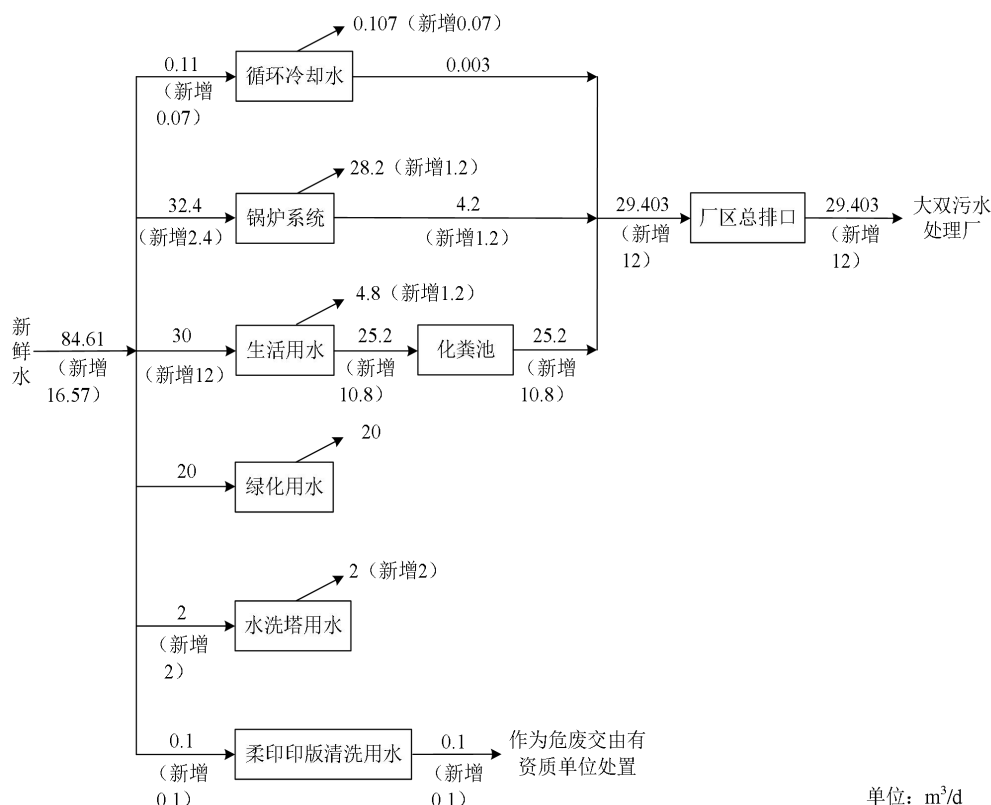 0.107（新增0.07）
0.11
（新增
0.07）
循环冷却水
0.003
28.2（新增1.2）
32.4
（新增2.4）
锅炉系统
4.2
（新增1.2）
29.403
（新增
12）
厂区总排口
29.403
（新增
12）
大双污水
处理厂
4.8（新增1.2）
新
鲜
水
84.61
（新增
16.57）
30
（新增12）
生活用水
25.2
（新增
10.8）
化粪池
25.2
（新增
10.8）
20
20
绿化用水
2（新增2）
2
（新增
2）
水洗塔用水
0.1
（新增
0.1）
柔印印版清洗用水
0.1
（新增
0.1）
作为危废交由有
资质单位处置
单位：m³/d